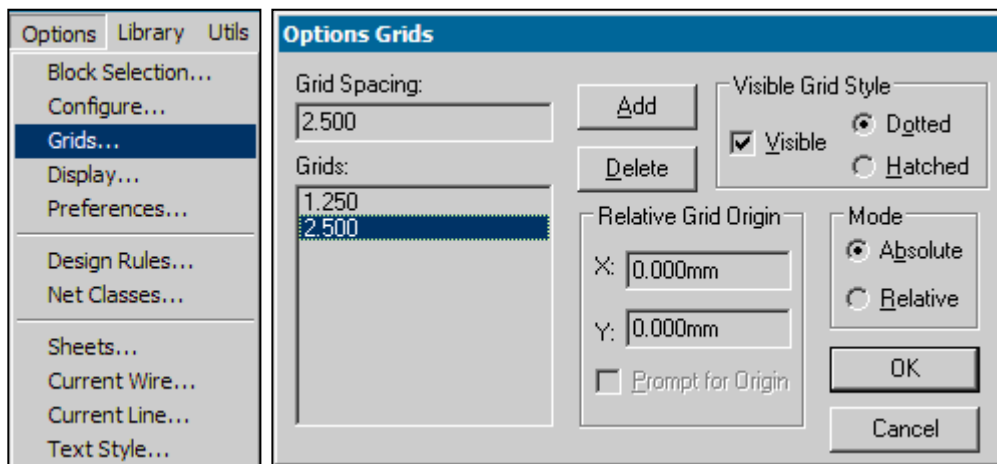 Options Library Utils
Block Selection...
Configure...
Grids...
Display...
Preferences...
Design Rules...
Net Classes...
Sheets...
Current Wire...
Current Line...
Text Style...
Options Grids
Grid Spacing:
2.500
Grids:
1.250
2.500
Add
Delete
Visible Grid Style
Visible
Dotted
Hatched
Relative Grid Origin
X: 0.000mm
Y: 0.000mm
Prompt for Origin
Mode
Absolute
Relative
OK
Cancel